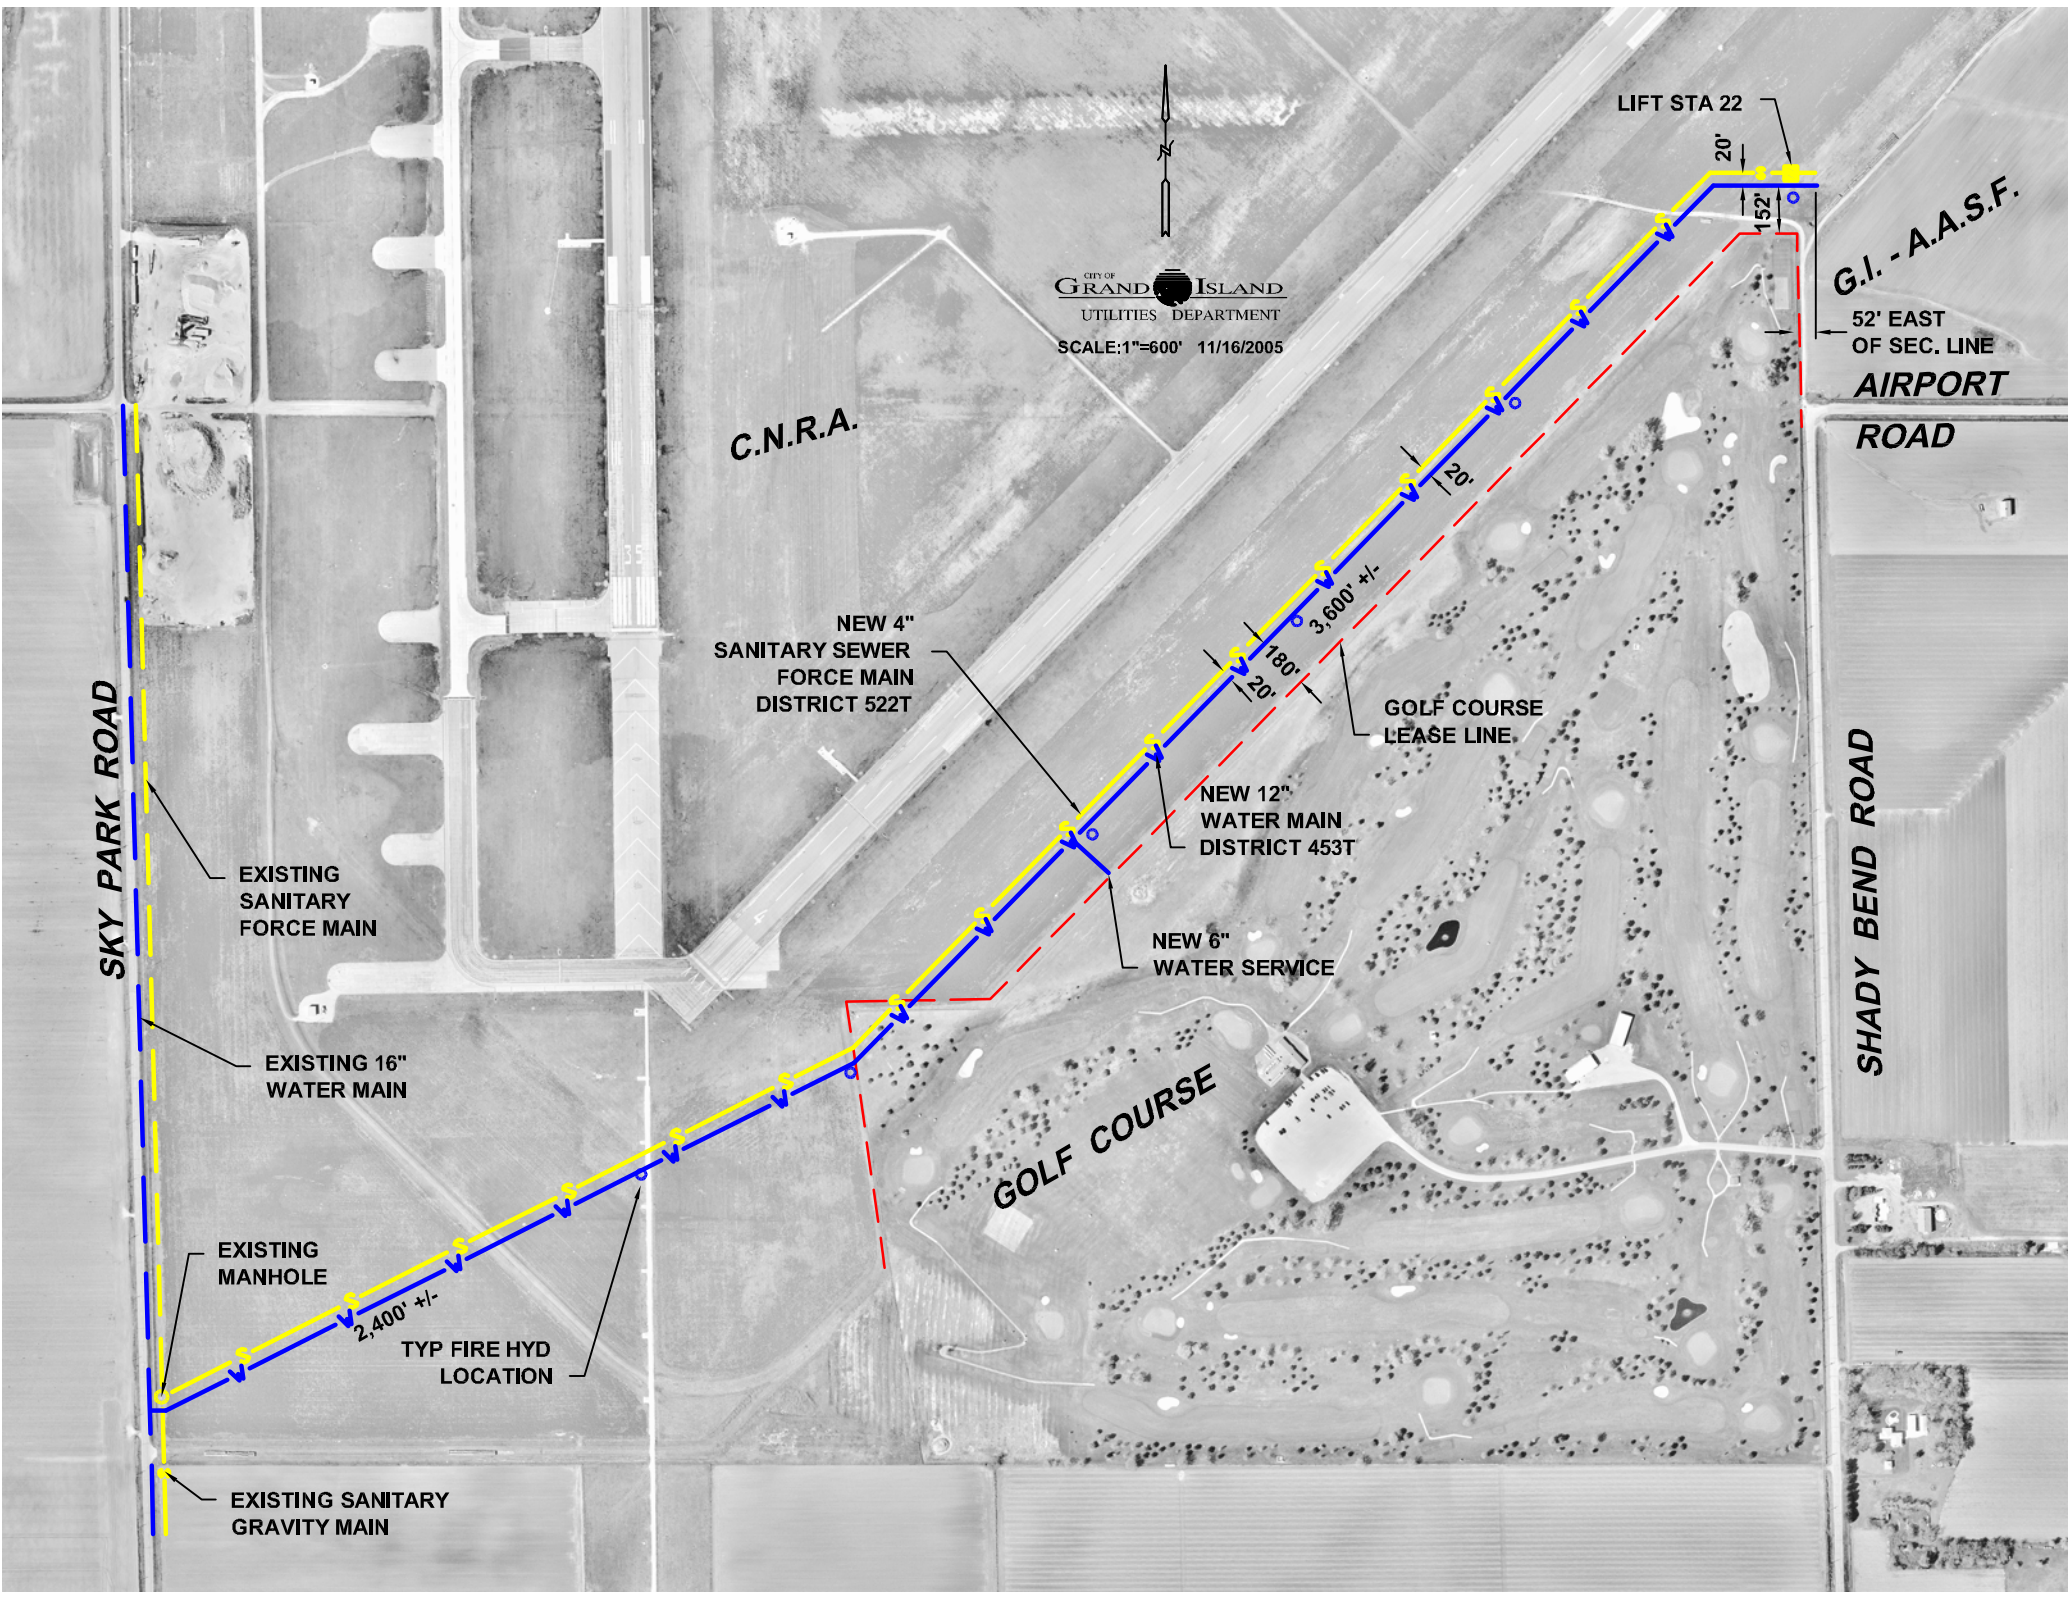 LIFT STA 22
20'
152'
G.I. - A.A.S.F.
52' EAST
OF SEC. LINE
AIRPORT
ROAD
N
CITY OF
GRAND ISLAND
UTILITIES DEPARTMENT
SCALE:1"=600' 11/16/2005
C.N.R.A.
35
20'
3,600' +/-
180'
20'
NEW 4"
SANITARY SEWER
FORCE MAIN
DISTRICT 522T
GOLF COURSE
LEASE LINE
NEW 12"
WATER MAIN
DISTRICT 453T
NEW 6"
WATER SERVICE
SKY PARK ROAD
SHADY BEND ROAD
EXISTING
SANITARY
FORCE MAIN
EXISTING 16"
WATER MAIN
GOLF COURSE
EXISTING
MANHOLE
2,400' +/-
TYP FIRE HYD
LOCATION
EXISTING SANITARY
GRAVITY MAIN
S
W
S
W
S
W
S
W
S
W
S
W
S
W
S
W
S
W
S
W
S
W
S
W
S
W
S
W
S
W
S
W
S